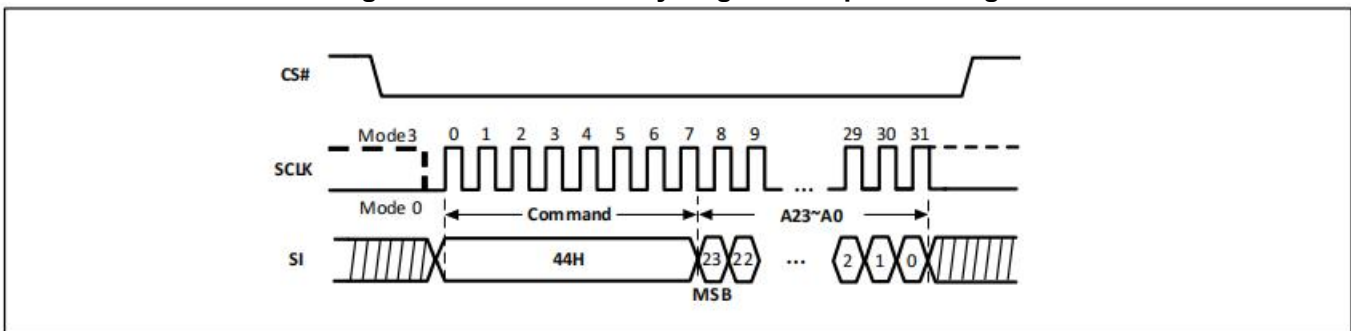 CS#
Mode3 0 1 2 3 4 5 6 7 8 9 29 30 31
SCLK
...
Mode 0 Command A23~A0
SI 44H 23 22 ... 2 1 0
MSB